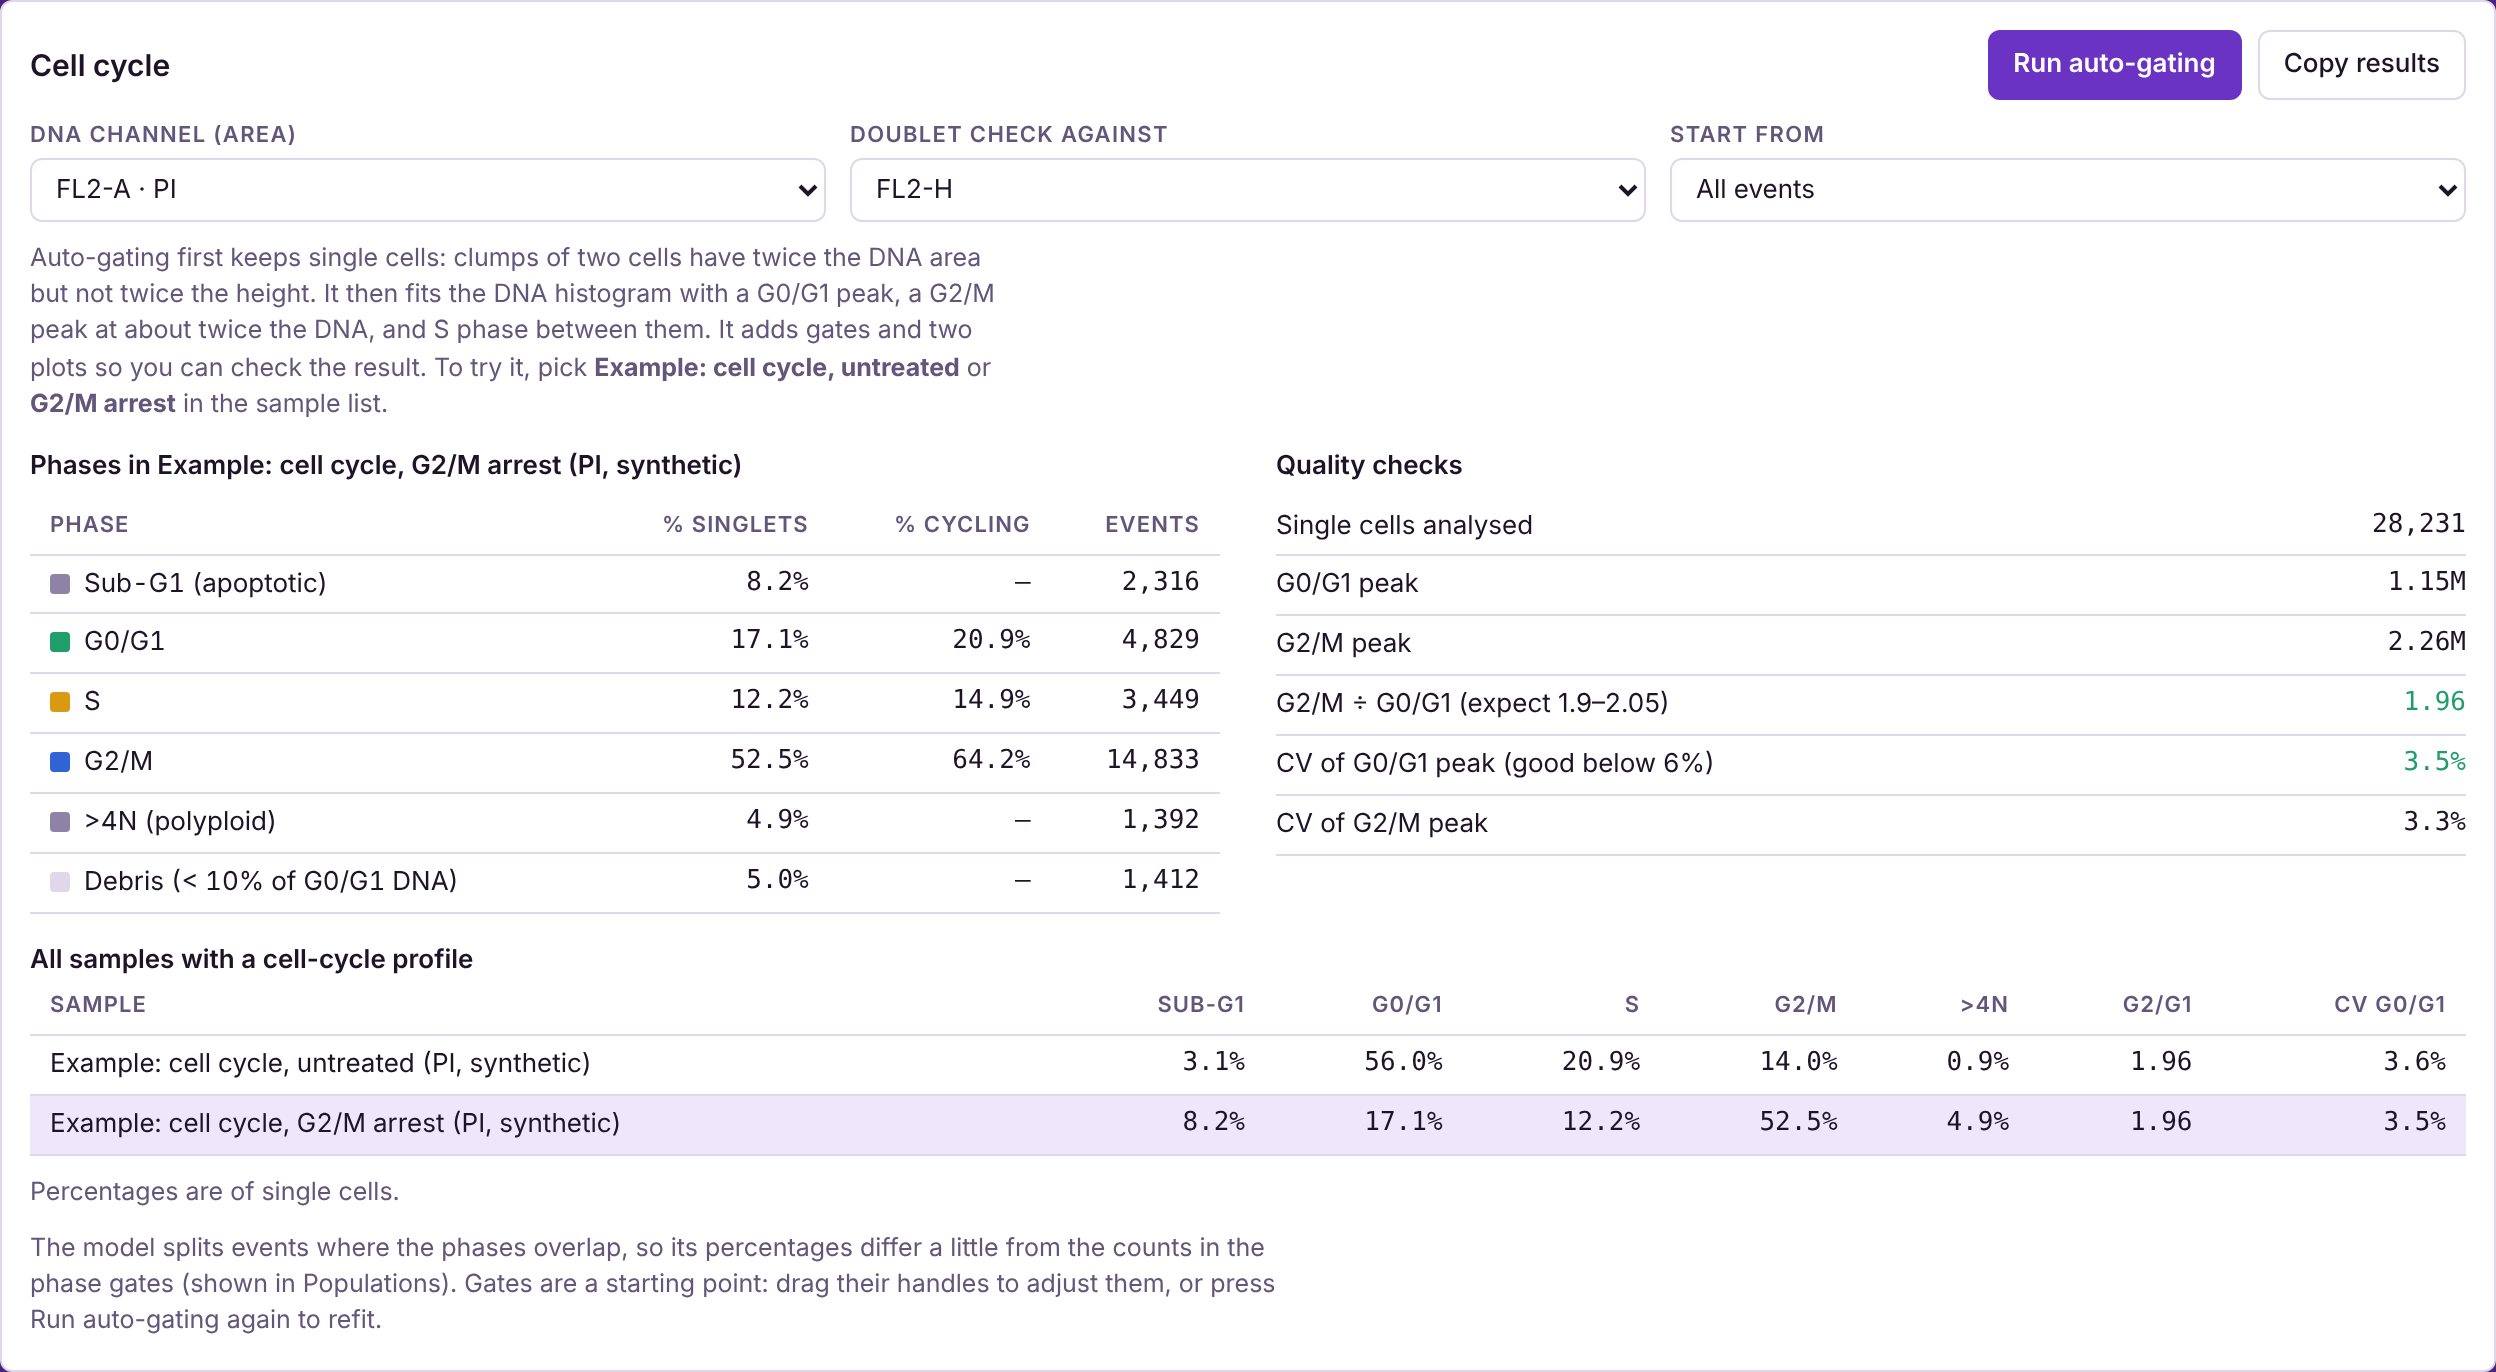 Cell cycle
Run auto-gating
Copy results
DNA CHANNEL (AREA)
DOUBLET CHECK AGAINST
START FROM
FL2-A · PI
FL2-H
All events
Auto-gating first keeps single cells: clumps of two cells have twice the DNA area
but not twice the height. It then fits the DNA histogram with a G0/G1 peak, a G2/M
peak at about twice the DNA, and S phase between them. It adds gates and two
plots so you can check the result. To try it, pick Example: cell cycle, untreated or
G2/M arrest in the sample list.
Phases in Example: cell cycle, G2/M arrest (PI, synthetic)
PHASE % SINGLETS % CYCLING EVENTS
Sub-G1 (apoptotic) 8.2% – 2,316
G0/G1 17.1% 20.9% 4,829
S 12.2% 14.9% 3,449
G2/M 52.5% 64.2% 14,833
>4N (polyploid) 4.9% – 1,392
Debris (< 10% of G0/G1 DNA) 5.0% – 1,412
Quality checks
Single cells analysed 28,231
G0/G1 peak 1.15M
G2/M peak 2.26M
G2/M ÷ G0/G1 (expect 1.9–2.05) 1.96
CV of G0/G1 peak (good below 6%) 3.5%
CV of G2/M peak 3.3%
All samples with a cell-cycle profile
SAMPLE SUB-G1 G0/G1 S G2/M >4N G2/G1 CV G0/G1
Example: cell cycle, untreated (PI, synthetic) 3.1% 56.0% 20.9% 14.0% 0.9% 1.96 3.6%
Example: cell cycle, G2/M arrest (PI, synthetic) 8.2% 17.1% 12.2% 52.5% 4.9% 1.96 3.5%
Percentages are of single cells.
The model splits events where the phases overlap, so its percentages differ a little from the counts in the
phase gates (shown in Populations). Gates are a starting point: drag their handles to adjust them, or press
Run auto-gating again to refit.